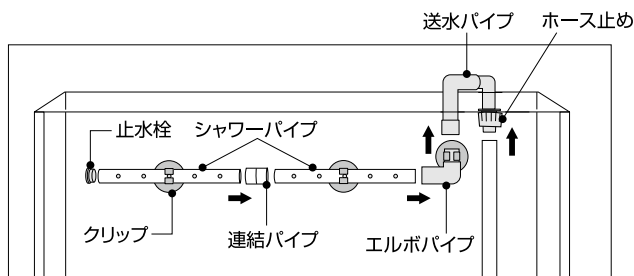 送水パイプ
ホース止め
止水栓
シャワーパイプ
クリップ
連結パイプ
エルボパイプ